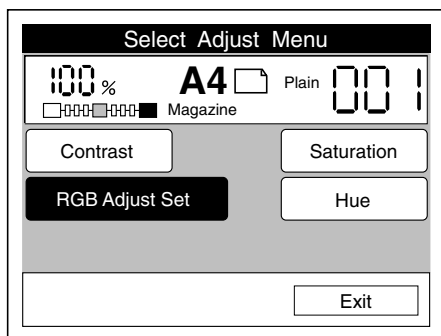 Select Adjust Menu
100 % A4 Plain 001
Magazine
Contrast Saturation
RGB Adjust Set Hue
Exit